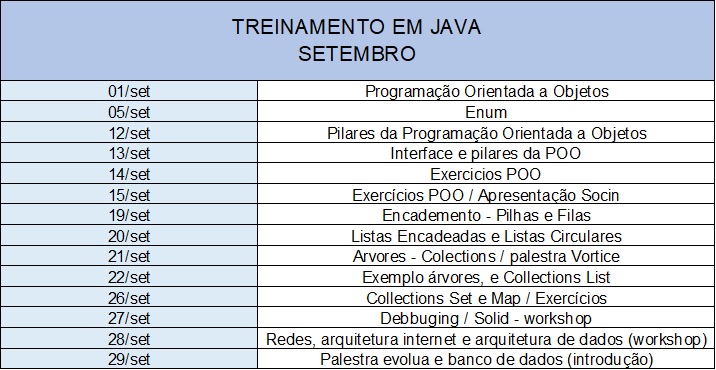 TREINAMENTO EM JAVA
SETEMBRO
01/set Programação Orientada a Objetos
05/set Enum
12/set Pilares da Programação Orientada a Objetos
13/set Interface e pilares da POO
14/set Exercicios POO
15/set Exercícios POO / Apresentação Socin
19/set Encademento - Pilhas e Filas
20/set Listas Encadeadas e Listas Circulares
21/set Arvores - Colections / palestra Vortice
22/set Exemplo árvores, e Collections List
26/set Collections Set e Map / Exercícios
27/set Debbuging / Solid - workshop
28/set Redes, arquitetura internet e arquitetura de dados (workshop)
29/set Palestra evolua e banco de dados (introdução)